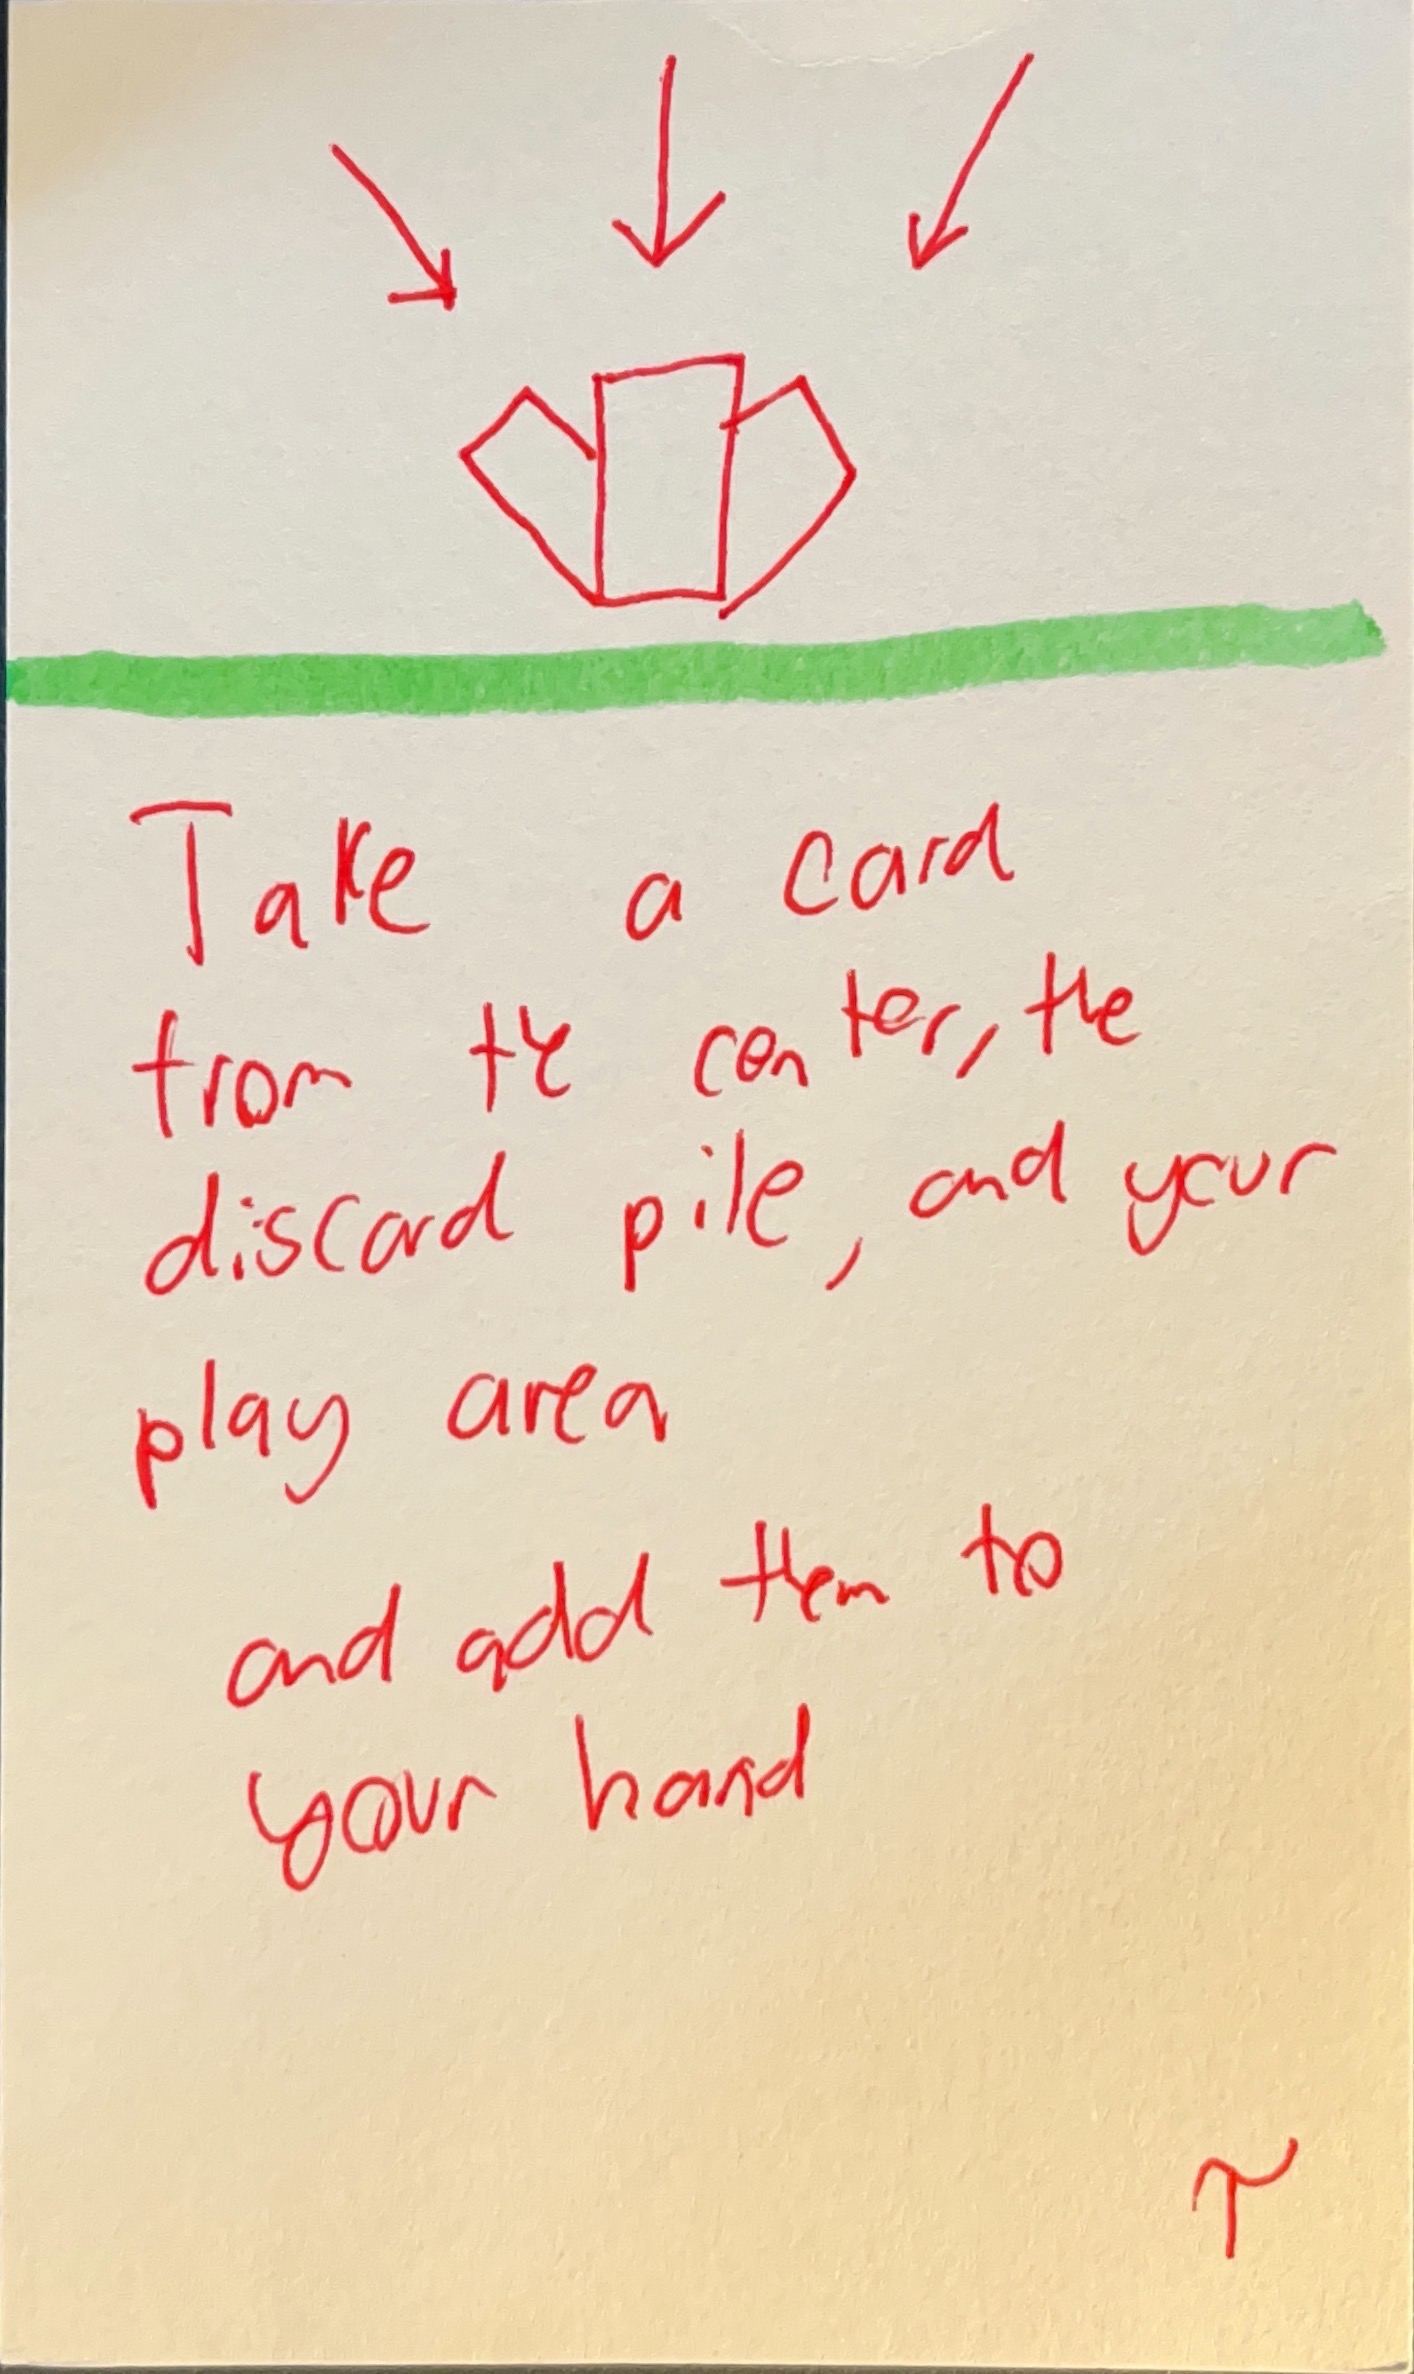 Take a card
from the center, the
discard pile, and your
play area
and add them to
your hand